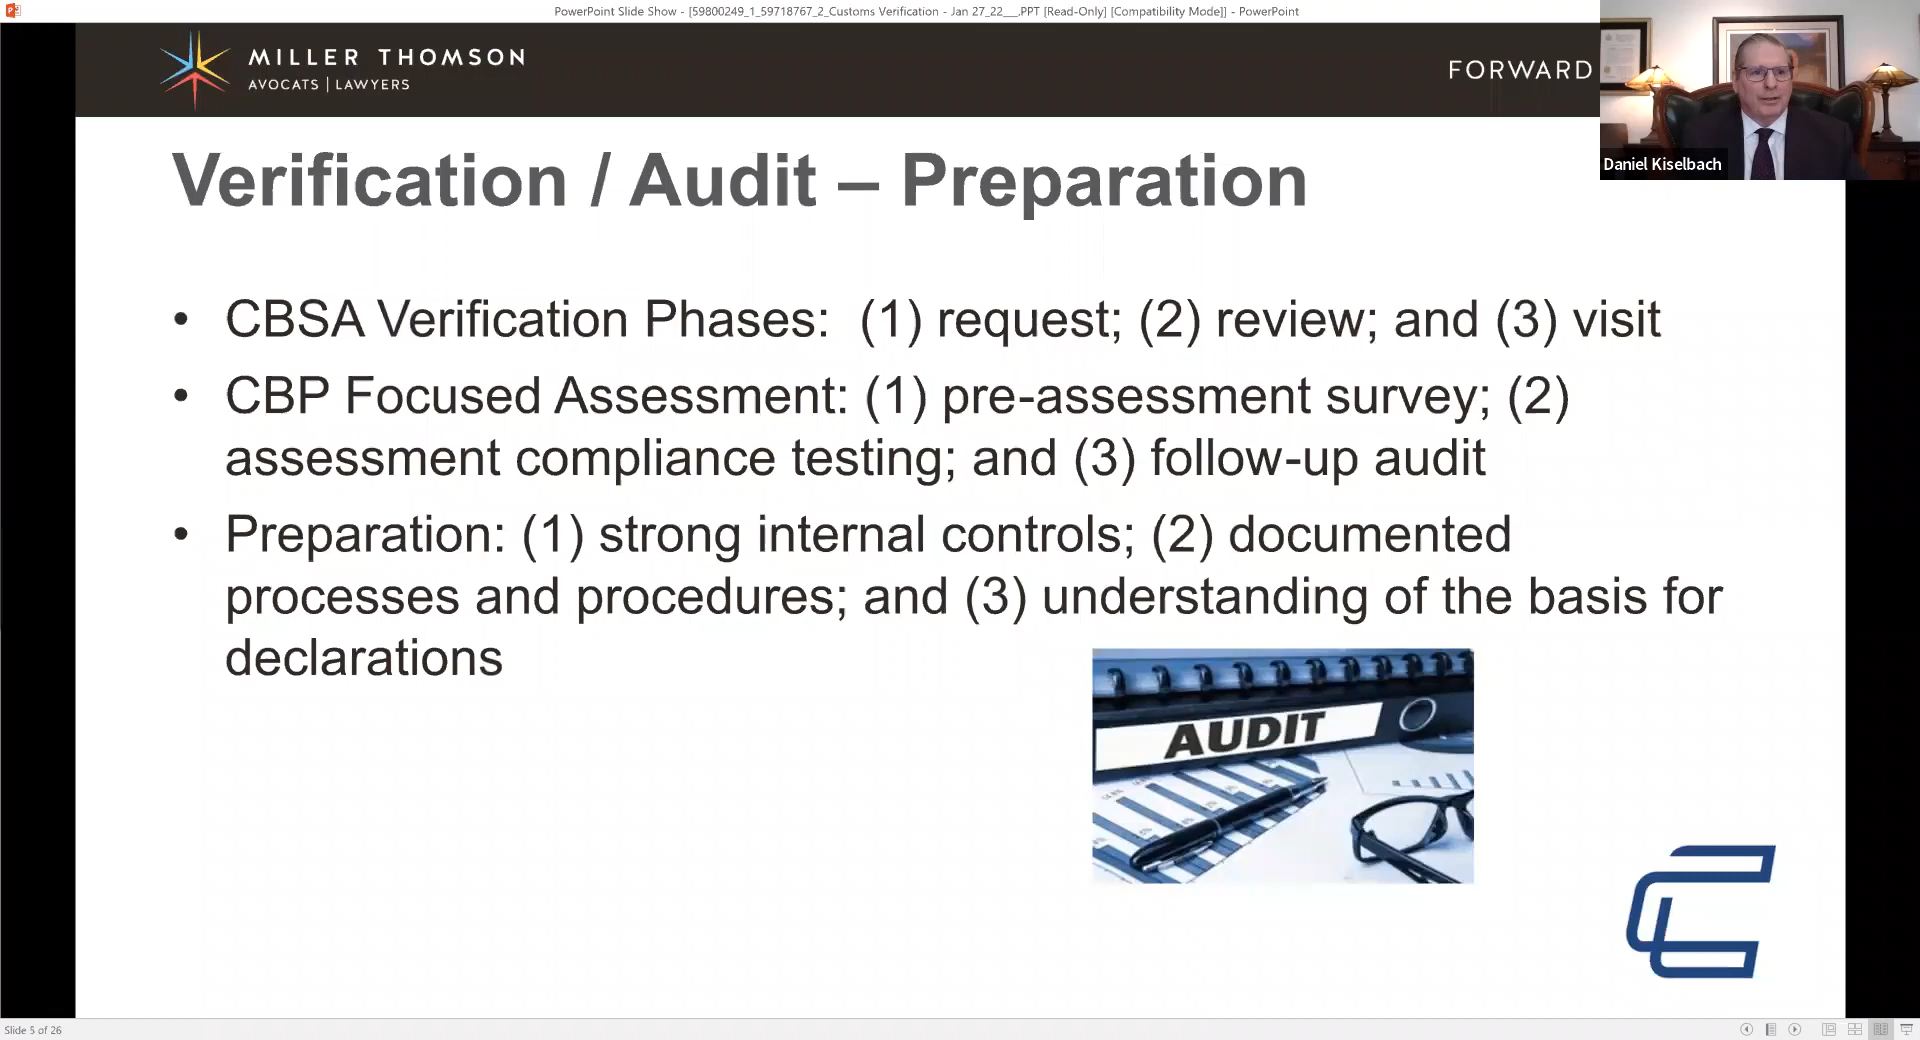 PowerPoint Slide Show - [59800249_1_59718767_2_Customs Verification - Jan 27_22___.PPT [Read-Only] [Compatibility Mode]] - PowerPoint
MILLER THOMSON
AVOCATS | LAWYERS
FORWARD
Daniel Kiselbach
Verification / Audit – Preparation
• CBSA Verification Phases:  (1) request; (2) review; and (3) visit
• CBP Focused Assessment: (1) pre-assessment survey; (2)
assessment compliance testing; and (3) follow-up audit
• Preparation: (1) strong internal controls; (2) documented
processes and procedures; and (3) understanding of the basis for
declarations
AUDIT
Slide 5 of 26